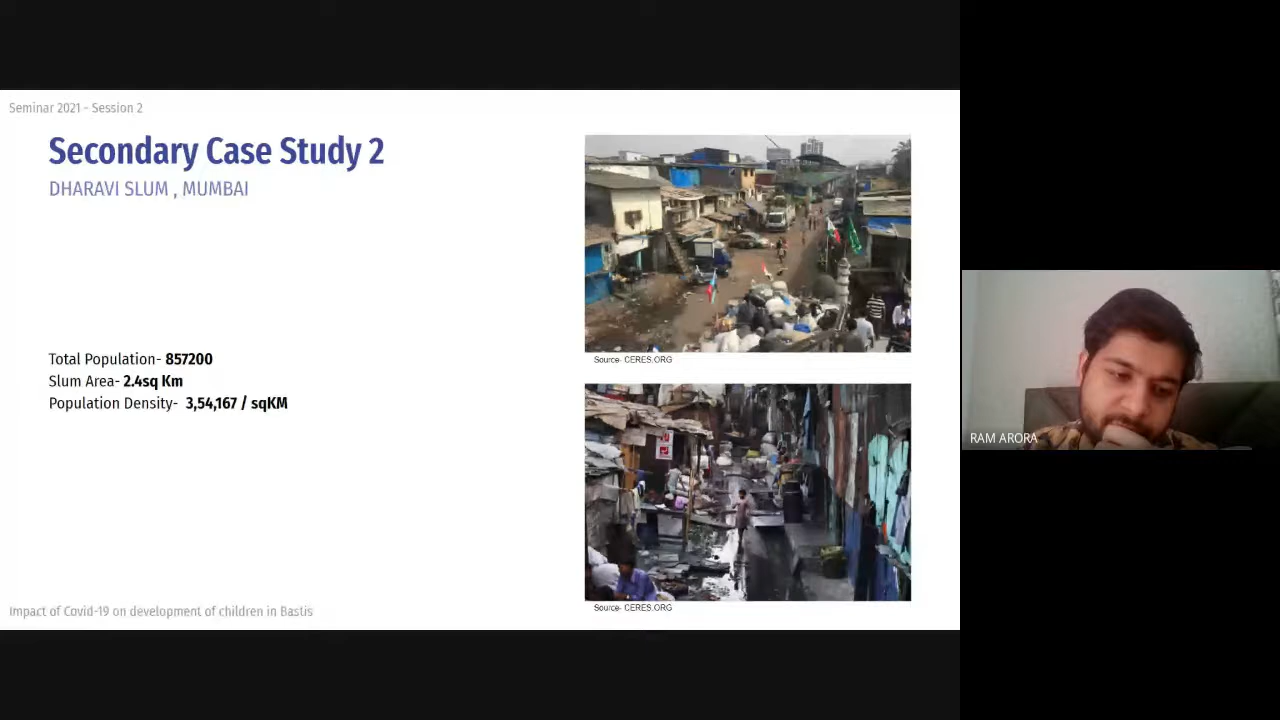 Seminar 2021 - Session 2
Secondary Case Study 2
DHARAVI SLUM , MUMBAI
Total Population- 857200
Slum Area- 2.4sq Km
Population Density- 3,54,167 / sqKM
Source- CERES.ORG
Source- CERES.ORG
Impact of Covid-19 on development of children in Bastis
RAM ARORA